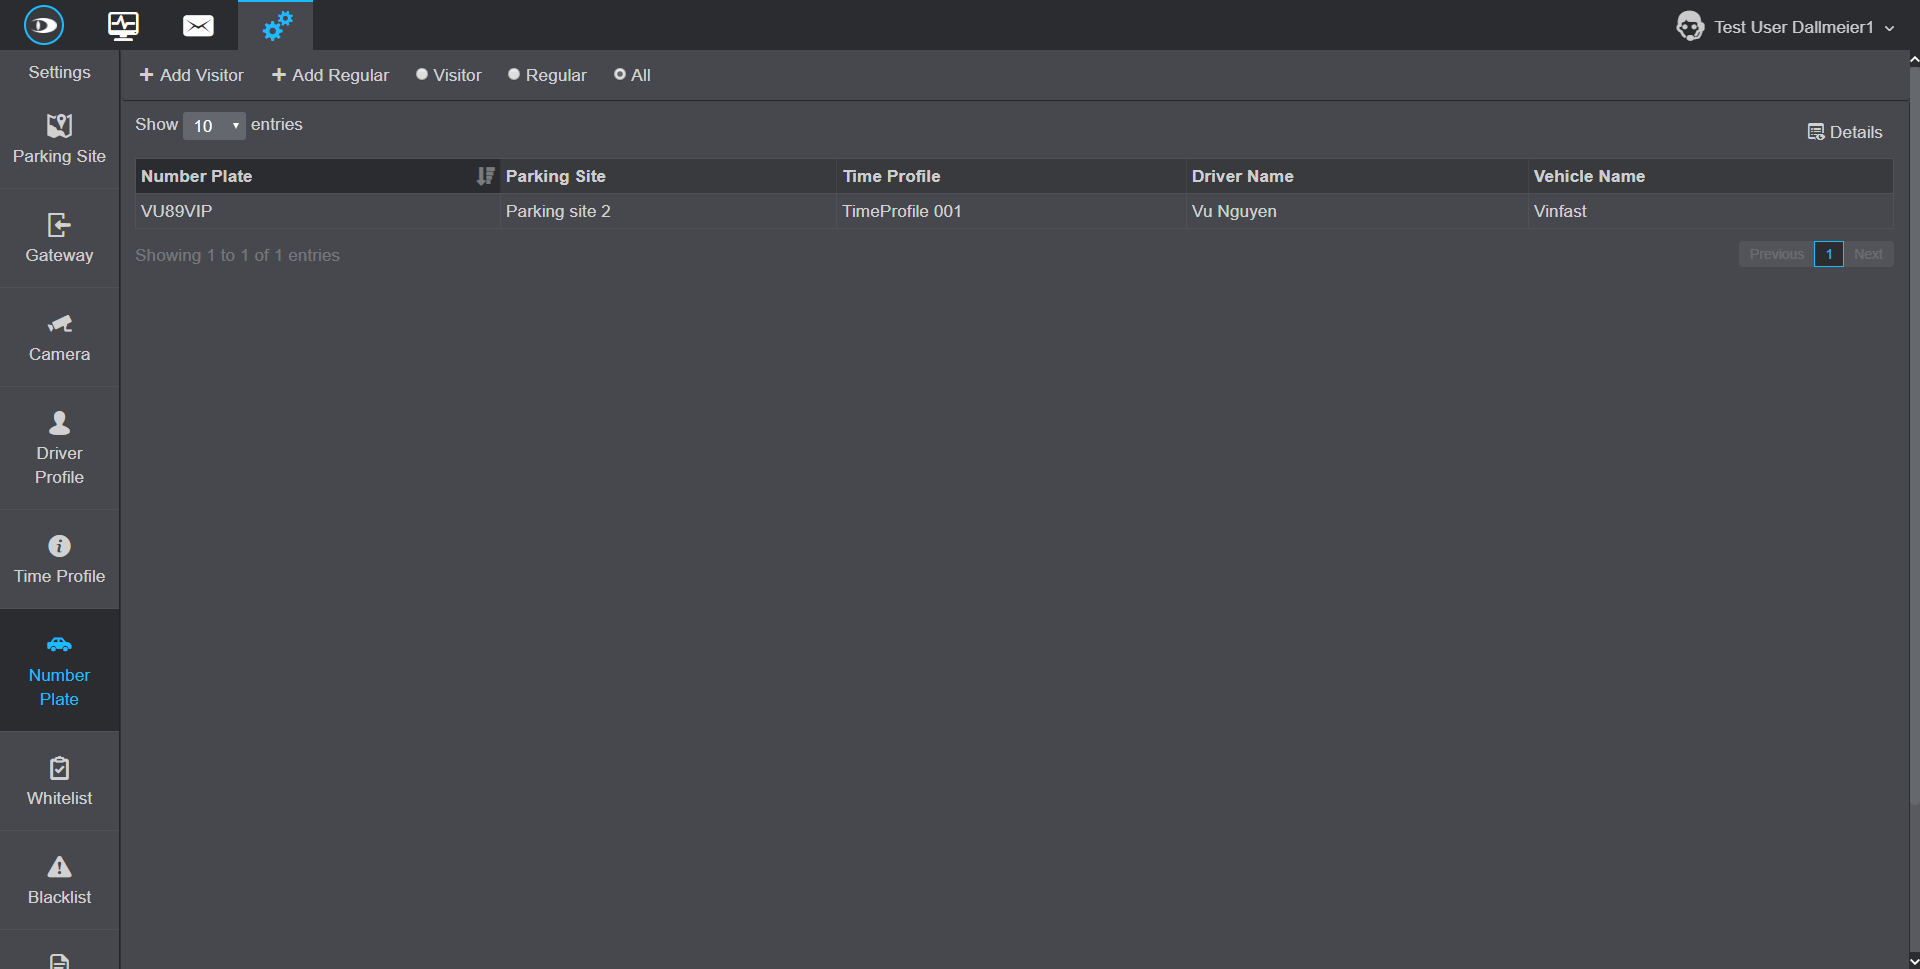 Test User Dallmeier1
Settings
Add Visitor Add Regular Visitor Regular All
Show 10 entries
Details
Number Plate Parking Site Time Profile Driver Name Vehicle Name
VU89VIP Parking site 2 TimeProfile 001 Vu Nguyen Vinfast
Showing 1 to 1 of 1 entries
Previous 1 Next
Parking Site
Gateway
Camera
Driver
Profile
Time Profile
Number
Plate
Whitelist
Blacklist